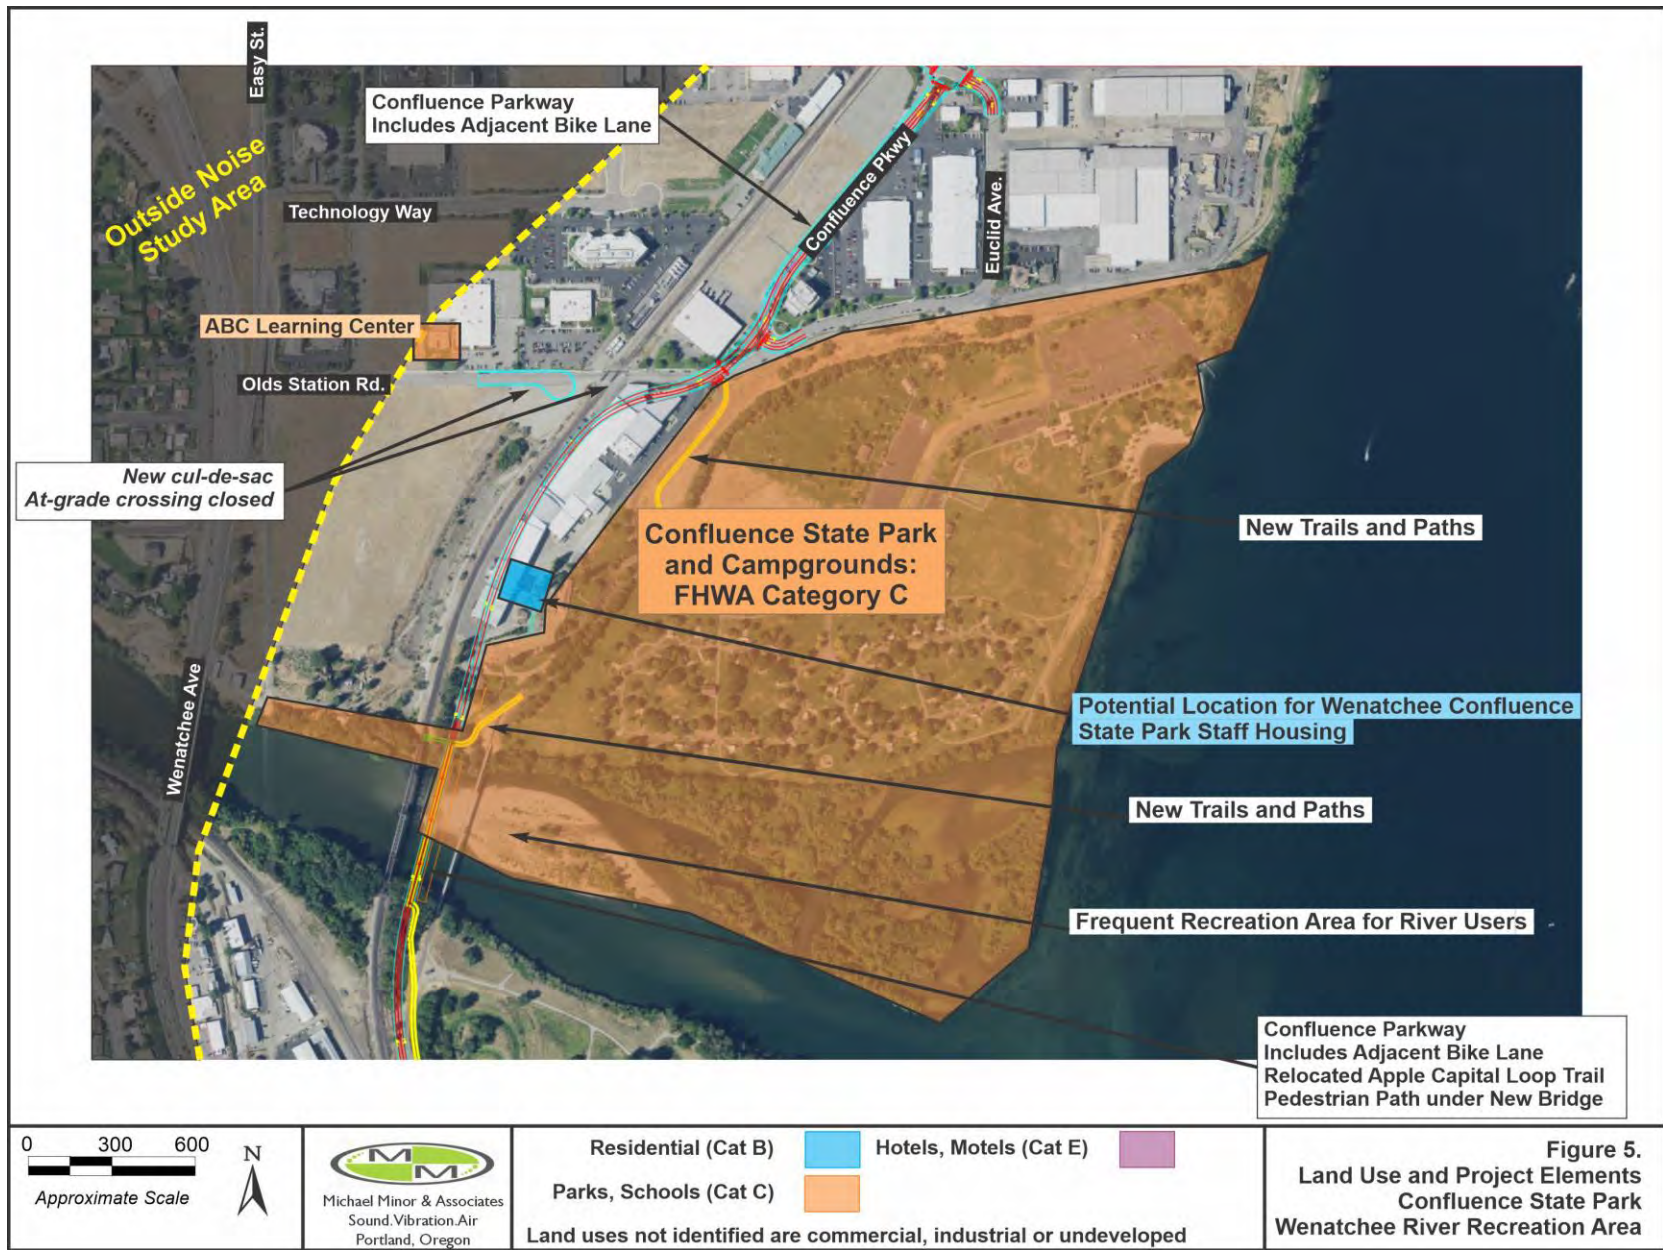 Easy St.
Confluence Parkway
Includes Adjacent Bike Lane
Outside Noise
Study Area
Technology Way
Confluence Pkwy
Euclid Ave.
ABC Learning Center
Olds Station Rd.
New cul-de-sac
At-grade crossing closed
Confluence State Park
and Campgrounds:
FHWA Category C
New Trails and Paths
Wenatchee Ave
Potential Location for Wenatchee Confluence
State Park Staff Housing
New Trails and Paths
Frequent Recreation Area for River Users
Confluence Parkway
Includes Adjacent Bike Lane
Relocated Apple Capital Loop Trail
Pedestrian Path under New Bridge
0 300 600
Approximate Scale
N
M M
Michael Minor & Associates
Sound.Vibration.Air
Portland, Oregon
Residential (Cat B)
Hotels, Motels (Cat E)
Parks, Schools (Cat C)
Land uses not identified are commercial, industrial or undeveloped
Figure 5.
Land Use and Project Elements
Confluence State Park
Wenatchee River Recreation Area